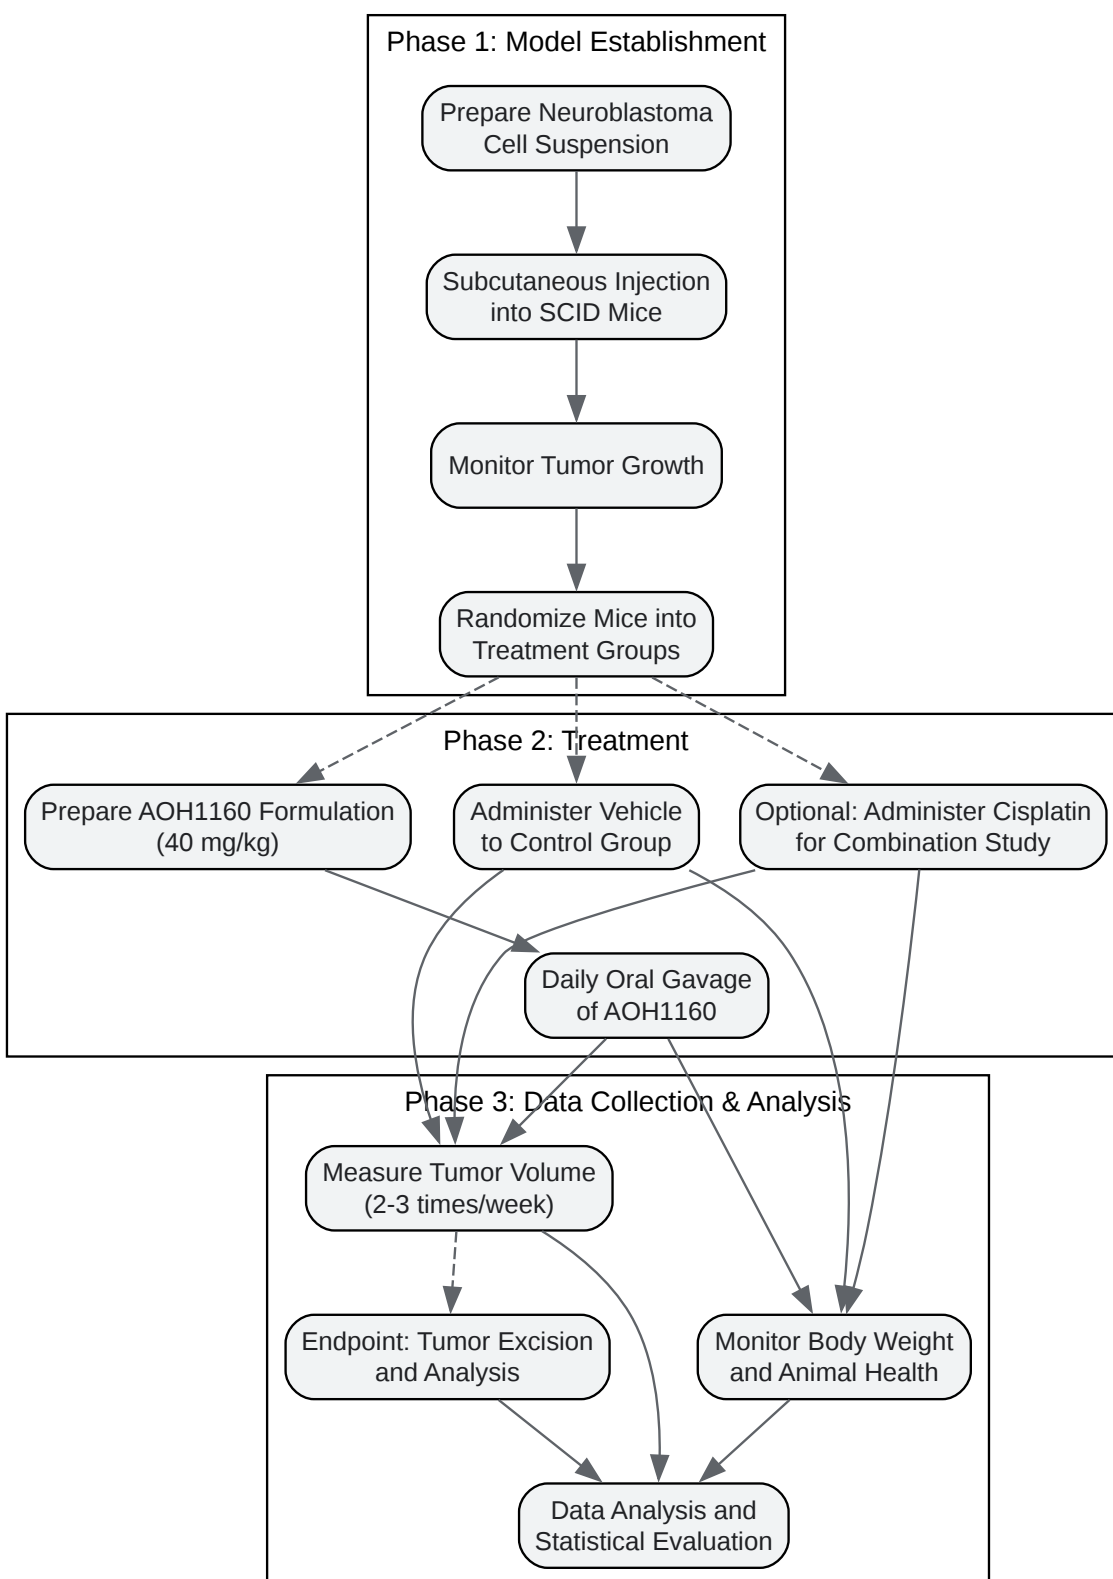 Phase 1: Model Establishment
Prepare Neuroblastoma
Cell Suspension
Subcutaneous Injection
into SCID Mice
Monitor Tumor Growth
Randomize Mice into
Treatment Groups
Phase 2: Treatment
Prepare AOH1160 Formulation
(40 mg/kg)
Administer Vehicle
to Control Group
Optional: Administer Cisplatin
for Combination Study
Daily Oral Gavage
of AOH1160
Phase 3: Data Collection & Analysis
Measure Tumor Volume
(2-3 times/week)
Endpoint: Tumor Excision
and Analysis
Monitor Body Weight
and Animal Health
Data Analysis and
Statistical Evaluation